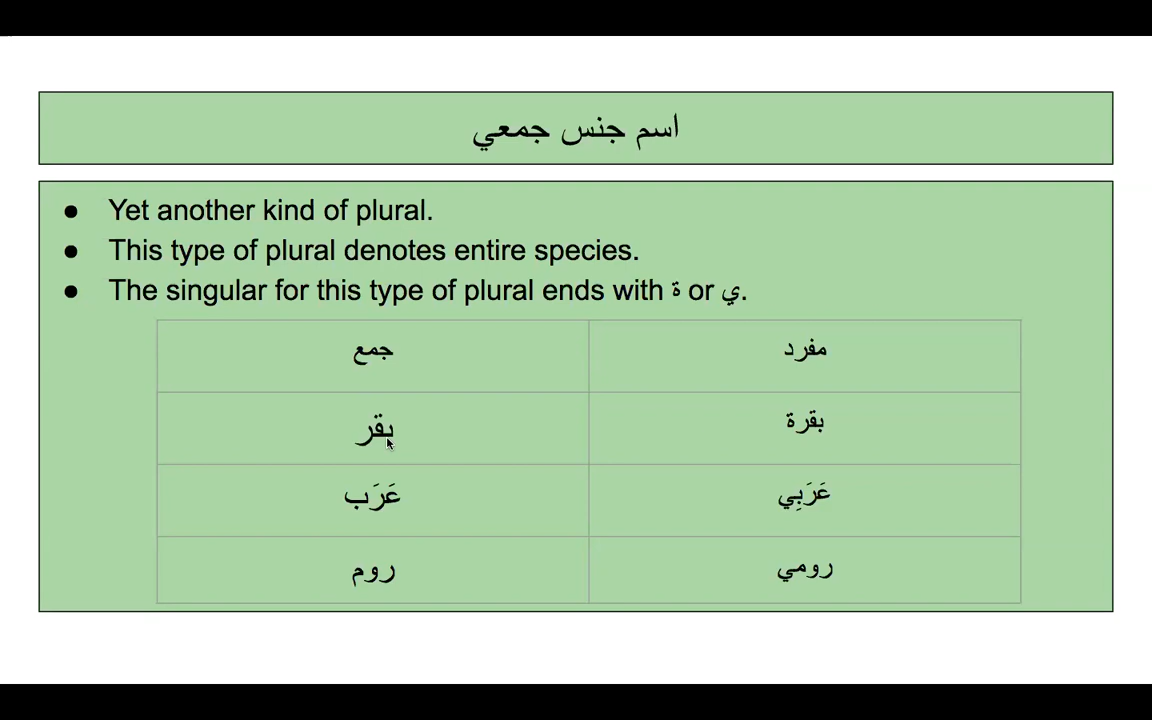 اسم جنس جمعي
● Yet another kind of plural.
● This type of plural denotes entire species.
● The singular for this type of plural ends with ة or ي.
مفرد جمع
بقرة بقر
عَرَبِي عَرَب
رومي روم